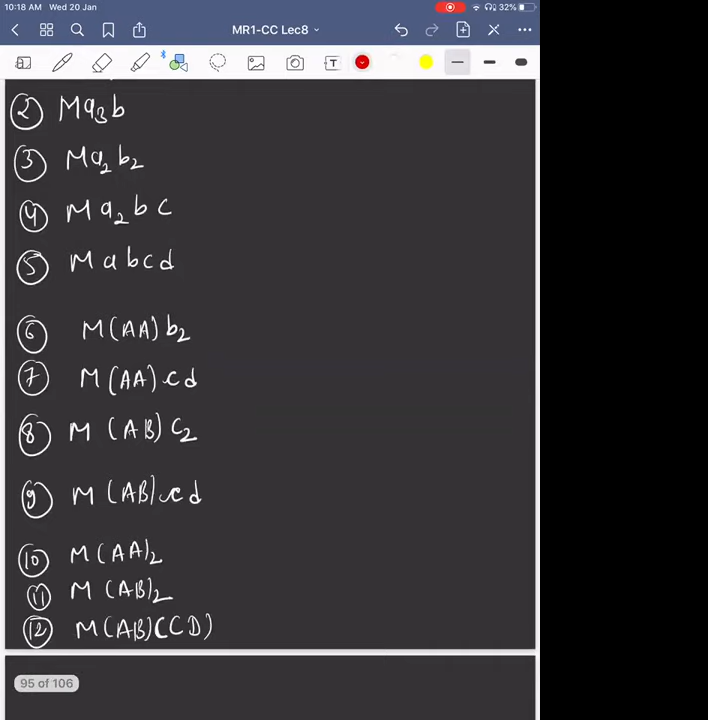 10:18 AM Wed 20 Jan
32%
MR1-CC Lec8
T
2 Ma₃b
3 Ma₂b₂
4 Ma₂bc
5 Mabcd
6 M(AA)b₂
7 M(AA)cd
8 M(AB)c₂
9 M(AB)cd
10 M(AA)₂
11 M(AB)₂
12 M(AB)(CD)
95 of 106